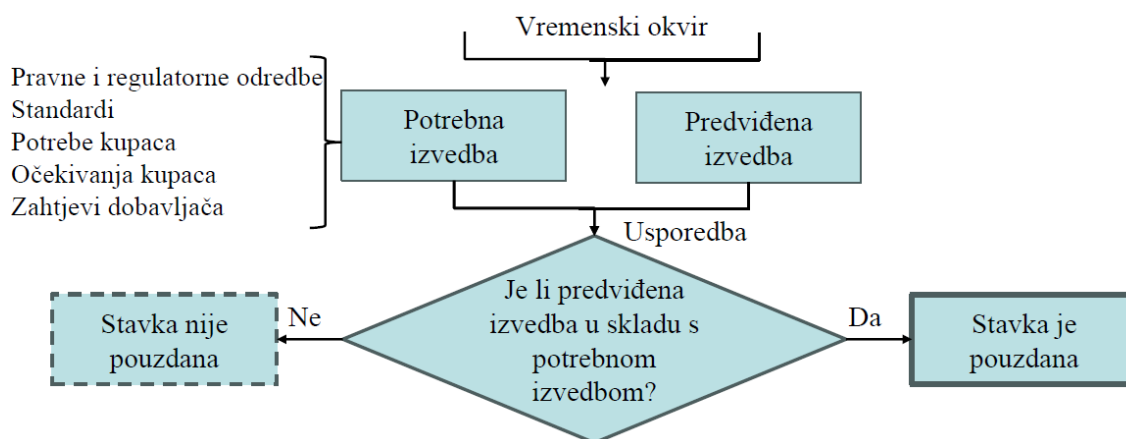 Vremenski okvir
Pravne i regulatorne odredbe
Standardi
Potrebe kupaca
Očekivanja kupaca
Zahtjevi dobavljača
Potrebna
izvedba
Predviđena
izvedba
Usporedba
Je li predviđena
izvedba u skladu s
potrebnom
izvedbom?
Ne
Stavka nije
pouzdana
Da
Stavka je
pouzdana